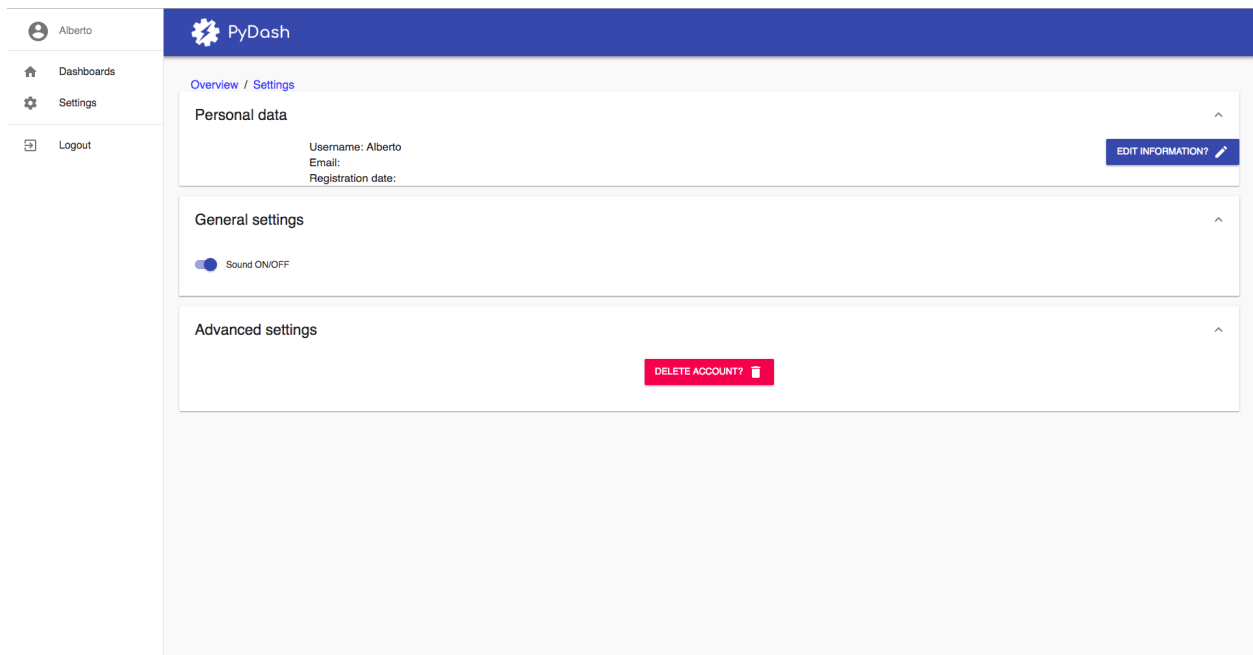 Alberto
PyDash
Dashboards
Settings
Logout
Overview / Settings
Personal data
Username: Alberto
Email:
Registration date:
EDIT INFORMATION?
General settings
Sound ON/OFF
Advanced settings
DELETE ACCOUNT?